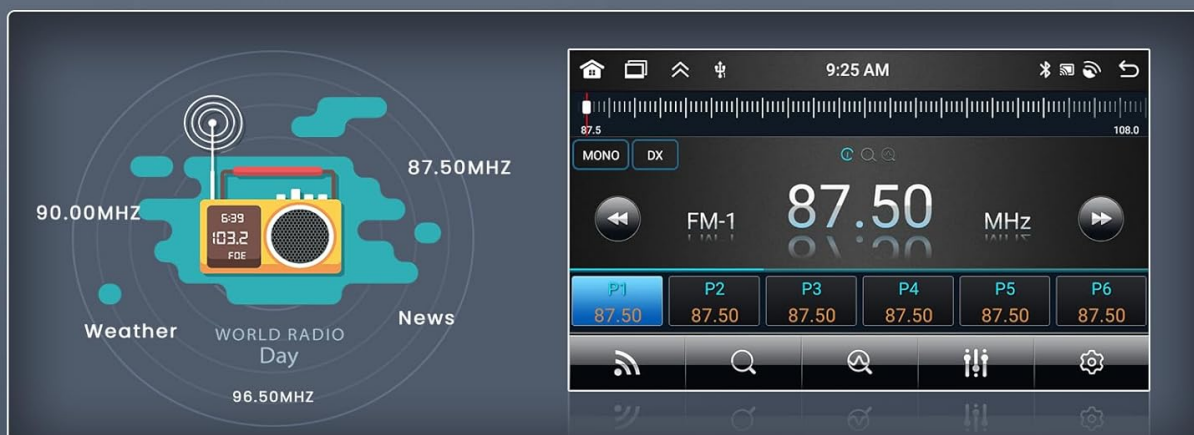 87.50MHZ
90.00MHZ
6:39
103.2
FOE
Weather
News
WORLD RADIO
Day
96.50MHZ
9:25 AM
87.5
108.0
MONO
DX
FM-1
87.50
MHz
P1
P2
P3
P4
P5
P6
87.50
87.50
87.50
87.50
87.50
87.50